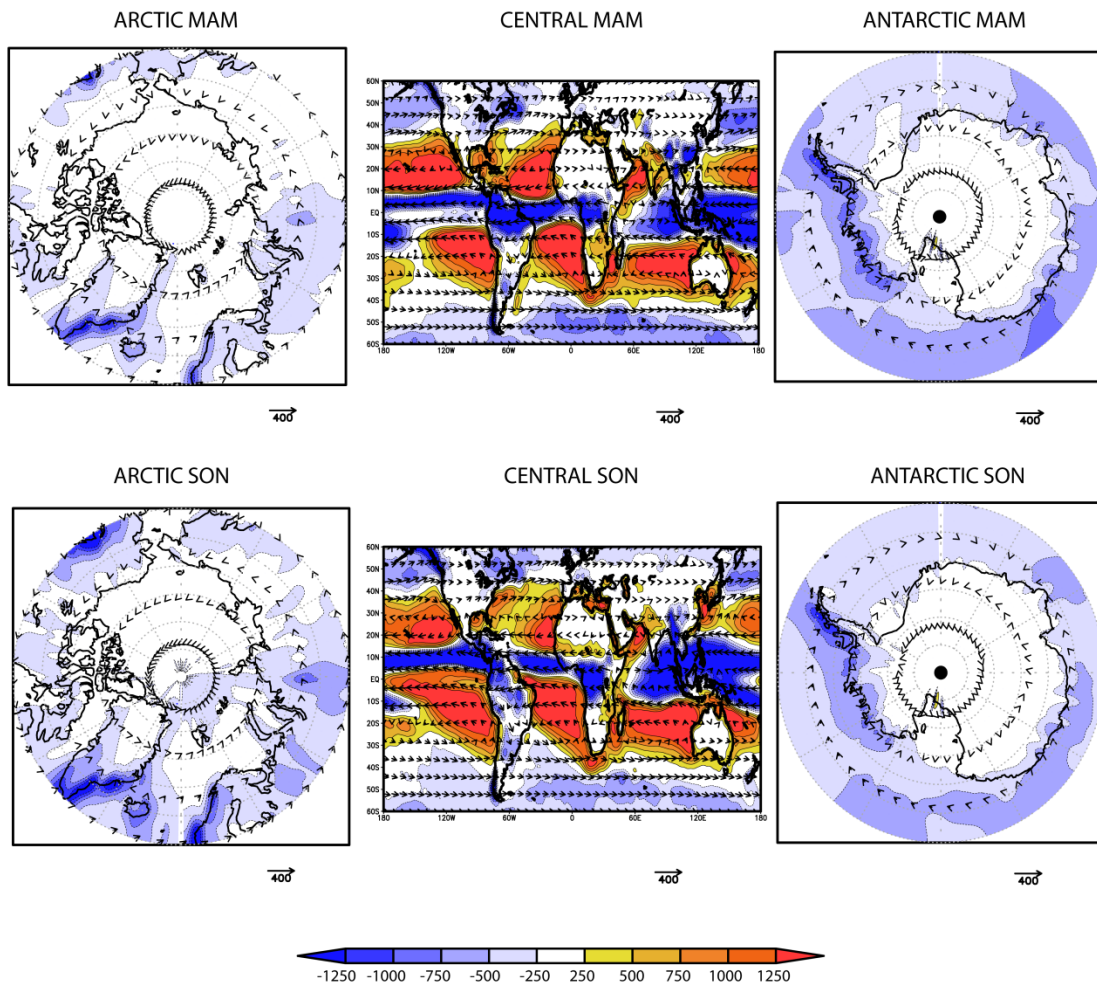 ARCTIC MAM
CENTRAL MAM
ANTARCTIC MAM
60N
50N
40N
30N
20N
10N
EQ
10S
20S
30S
40S
50S
60S
180
120W
60W
0
60E
120E
180
400
400
400
ARCTIC SON
CENTRAL SON
ANTARCTIC SON
60N
50N
40N
30N
20N
10N
EQ
10S
20S
30S
40S
50S
60S
180
120W
60W
0
60E
120E
180
400
400
400
-1250 -1000 -750 -500 -250 250 500 750 1000 1250